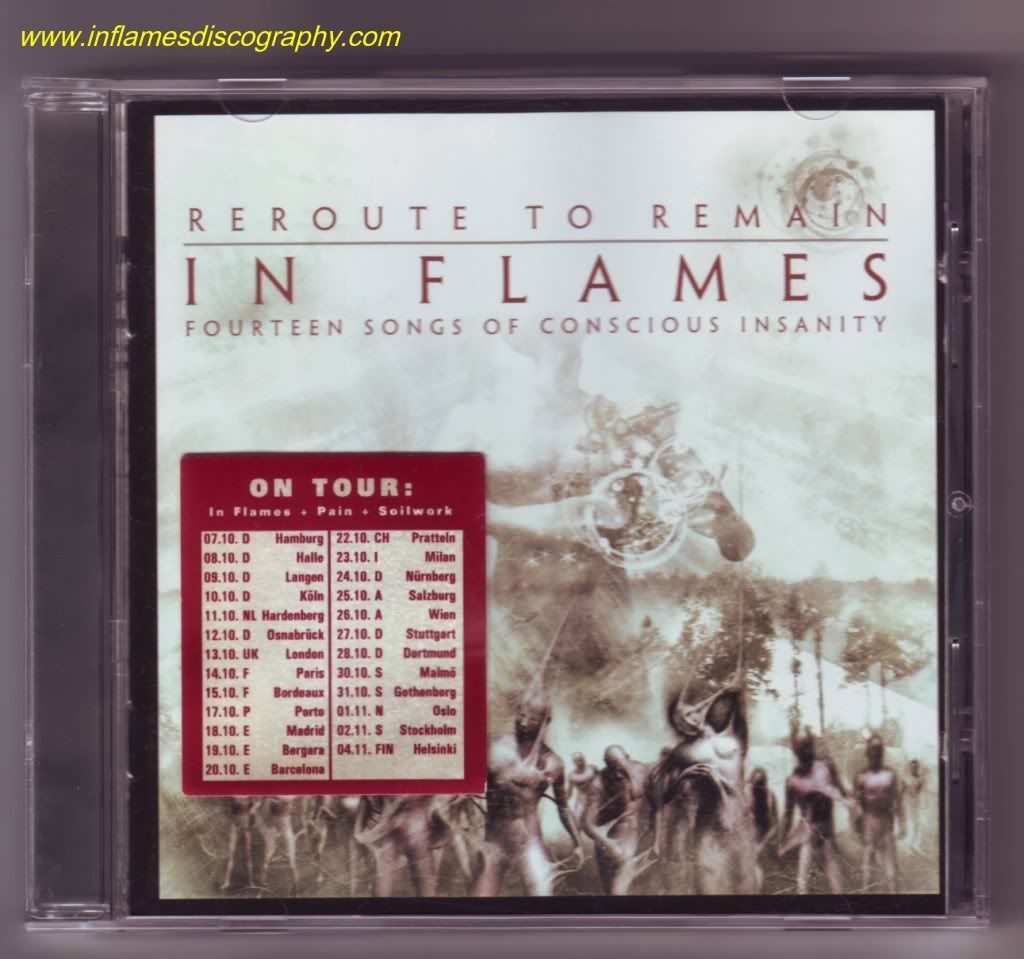 www.inflamesdiscography.com
REROUTE TO REMAIN
IN FLAMES
FOURTEEN SONGS OF CONSCIOUS INSANITY
ON TOUR:
In Flames + Pain + Soilwork
07.10. D Hamburg
08.10. D Halle
09.10. D Langen
10.10. D Köln
11.10. NL Hardenberg
12.10. D Osnabrück
13.10. UK London
14.10. F Paris
15.10. F Bordeaux
17.10. P Porto
18.10. E Madrid
19.10. E Bergara
20.10. E Barcelona
22.10. CH Pratteln
23.10. I Milan
24.10. D Nürnberg
25.10. A Salzburg
26.10. A Wien
27.10. D Stuttgart
28.10. D Dortmund
30.10. S Malmö
31.10. S Gothenborg
01.11. N Oslo
02.11. S Stockholm
04.11. FIN Helsinki